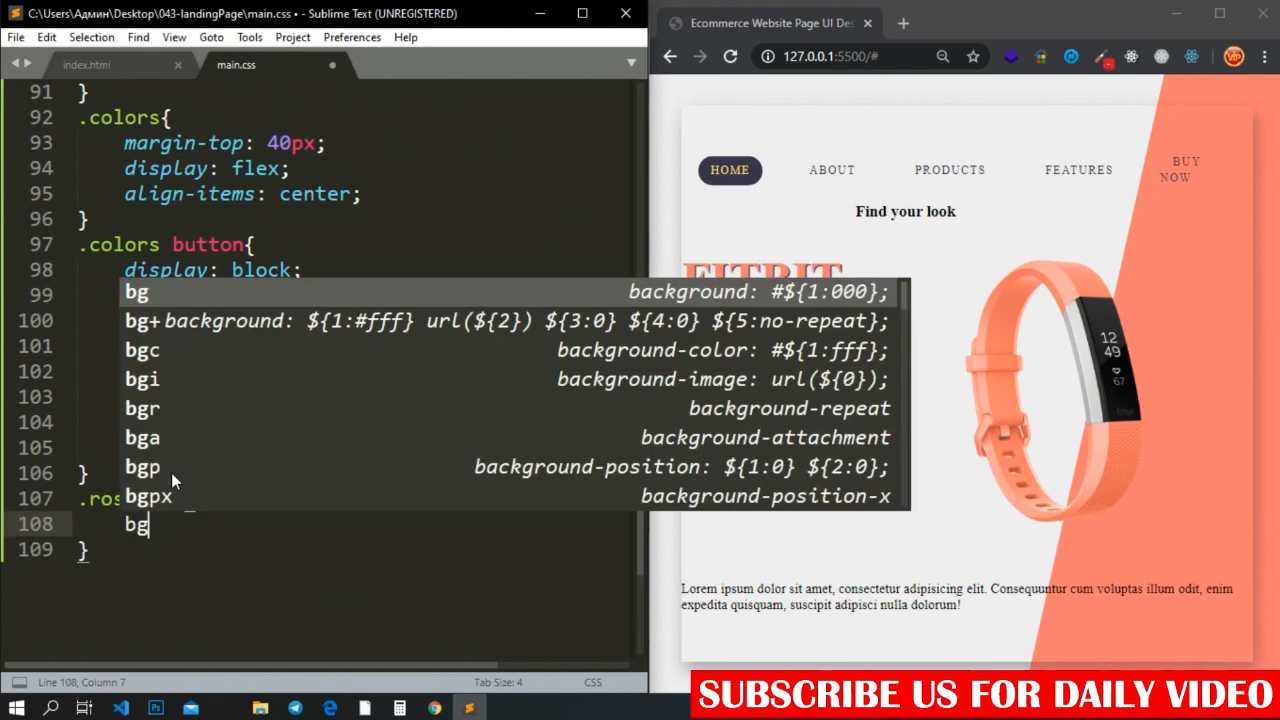 C:\Users\Админ\Desktop\043-landingPage\main.css • - Sublime Text (UNREGISTERED)
File Edit Selection Find View Goto Tools Project Preferences Help
index.html
main.css
91 }
92 .colors{
93 margin-top: 40px;
94 display: flex;
95 align-items: center;
96 }
97 .colors button{
98 display: block;
99
100
101
102
103
104
105
106 }
107 .ros
108 bg
109 }
bg background: #${1:000};
bg+ background: ${1:#fff} url(${2}) ${3:0} ${4:0} ${5:no-repeat};
bgc background-color: #${1:fff};
bgi background-image: url(${0});
bgr background-repeat
bga background-attachment
bgp background-position: ${1:0} ${2:0};
bgpx background-position-x
Line 108, Column 7
Tab Size: 4
CSS
Ecommerce Website Page UI Des
127.0.0.1:5500/#
VIP
HOME ABOUT PRODUCTS FEATURES BUY
NOW
Find your look
FITBIT
12
49
67
fitbit
Lorem ipsum dolor sit amet, consectetur adipisicing elit. Consequuntur cum voluptas illum odit, enim
expedita quisquam, suscipit adipisci nulla dolorum!
Ps
SUBSCRIBE US FOR DAILY VIDEO